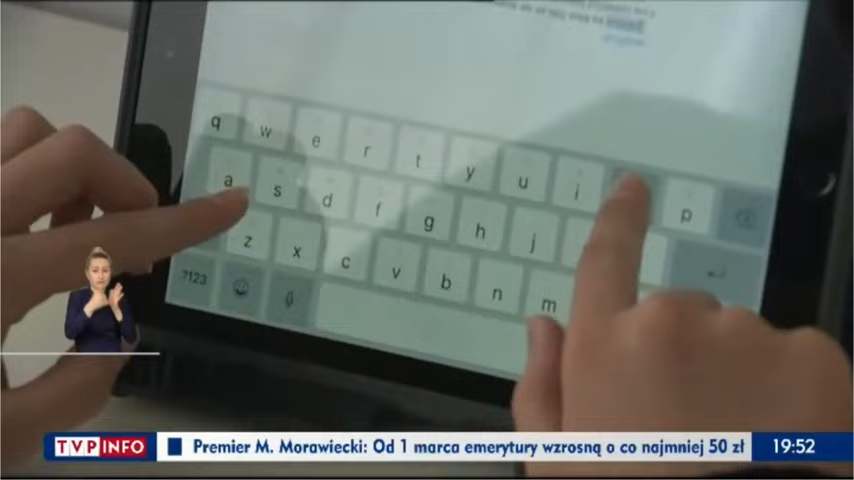 q w e r t y u i p
a s d f g h j
z x c v b n m
?123
TVP INFO Premier M. Morawiecki: Od 1 marca emerytury wzrosną o co najmniej 50 zł 19:52